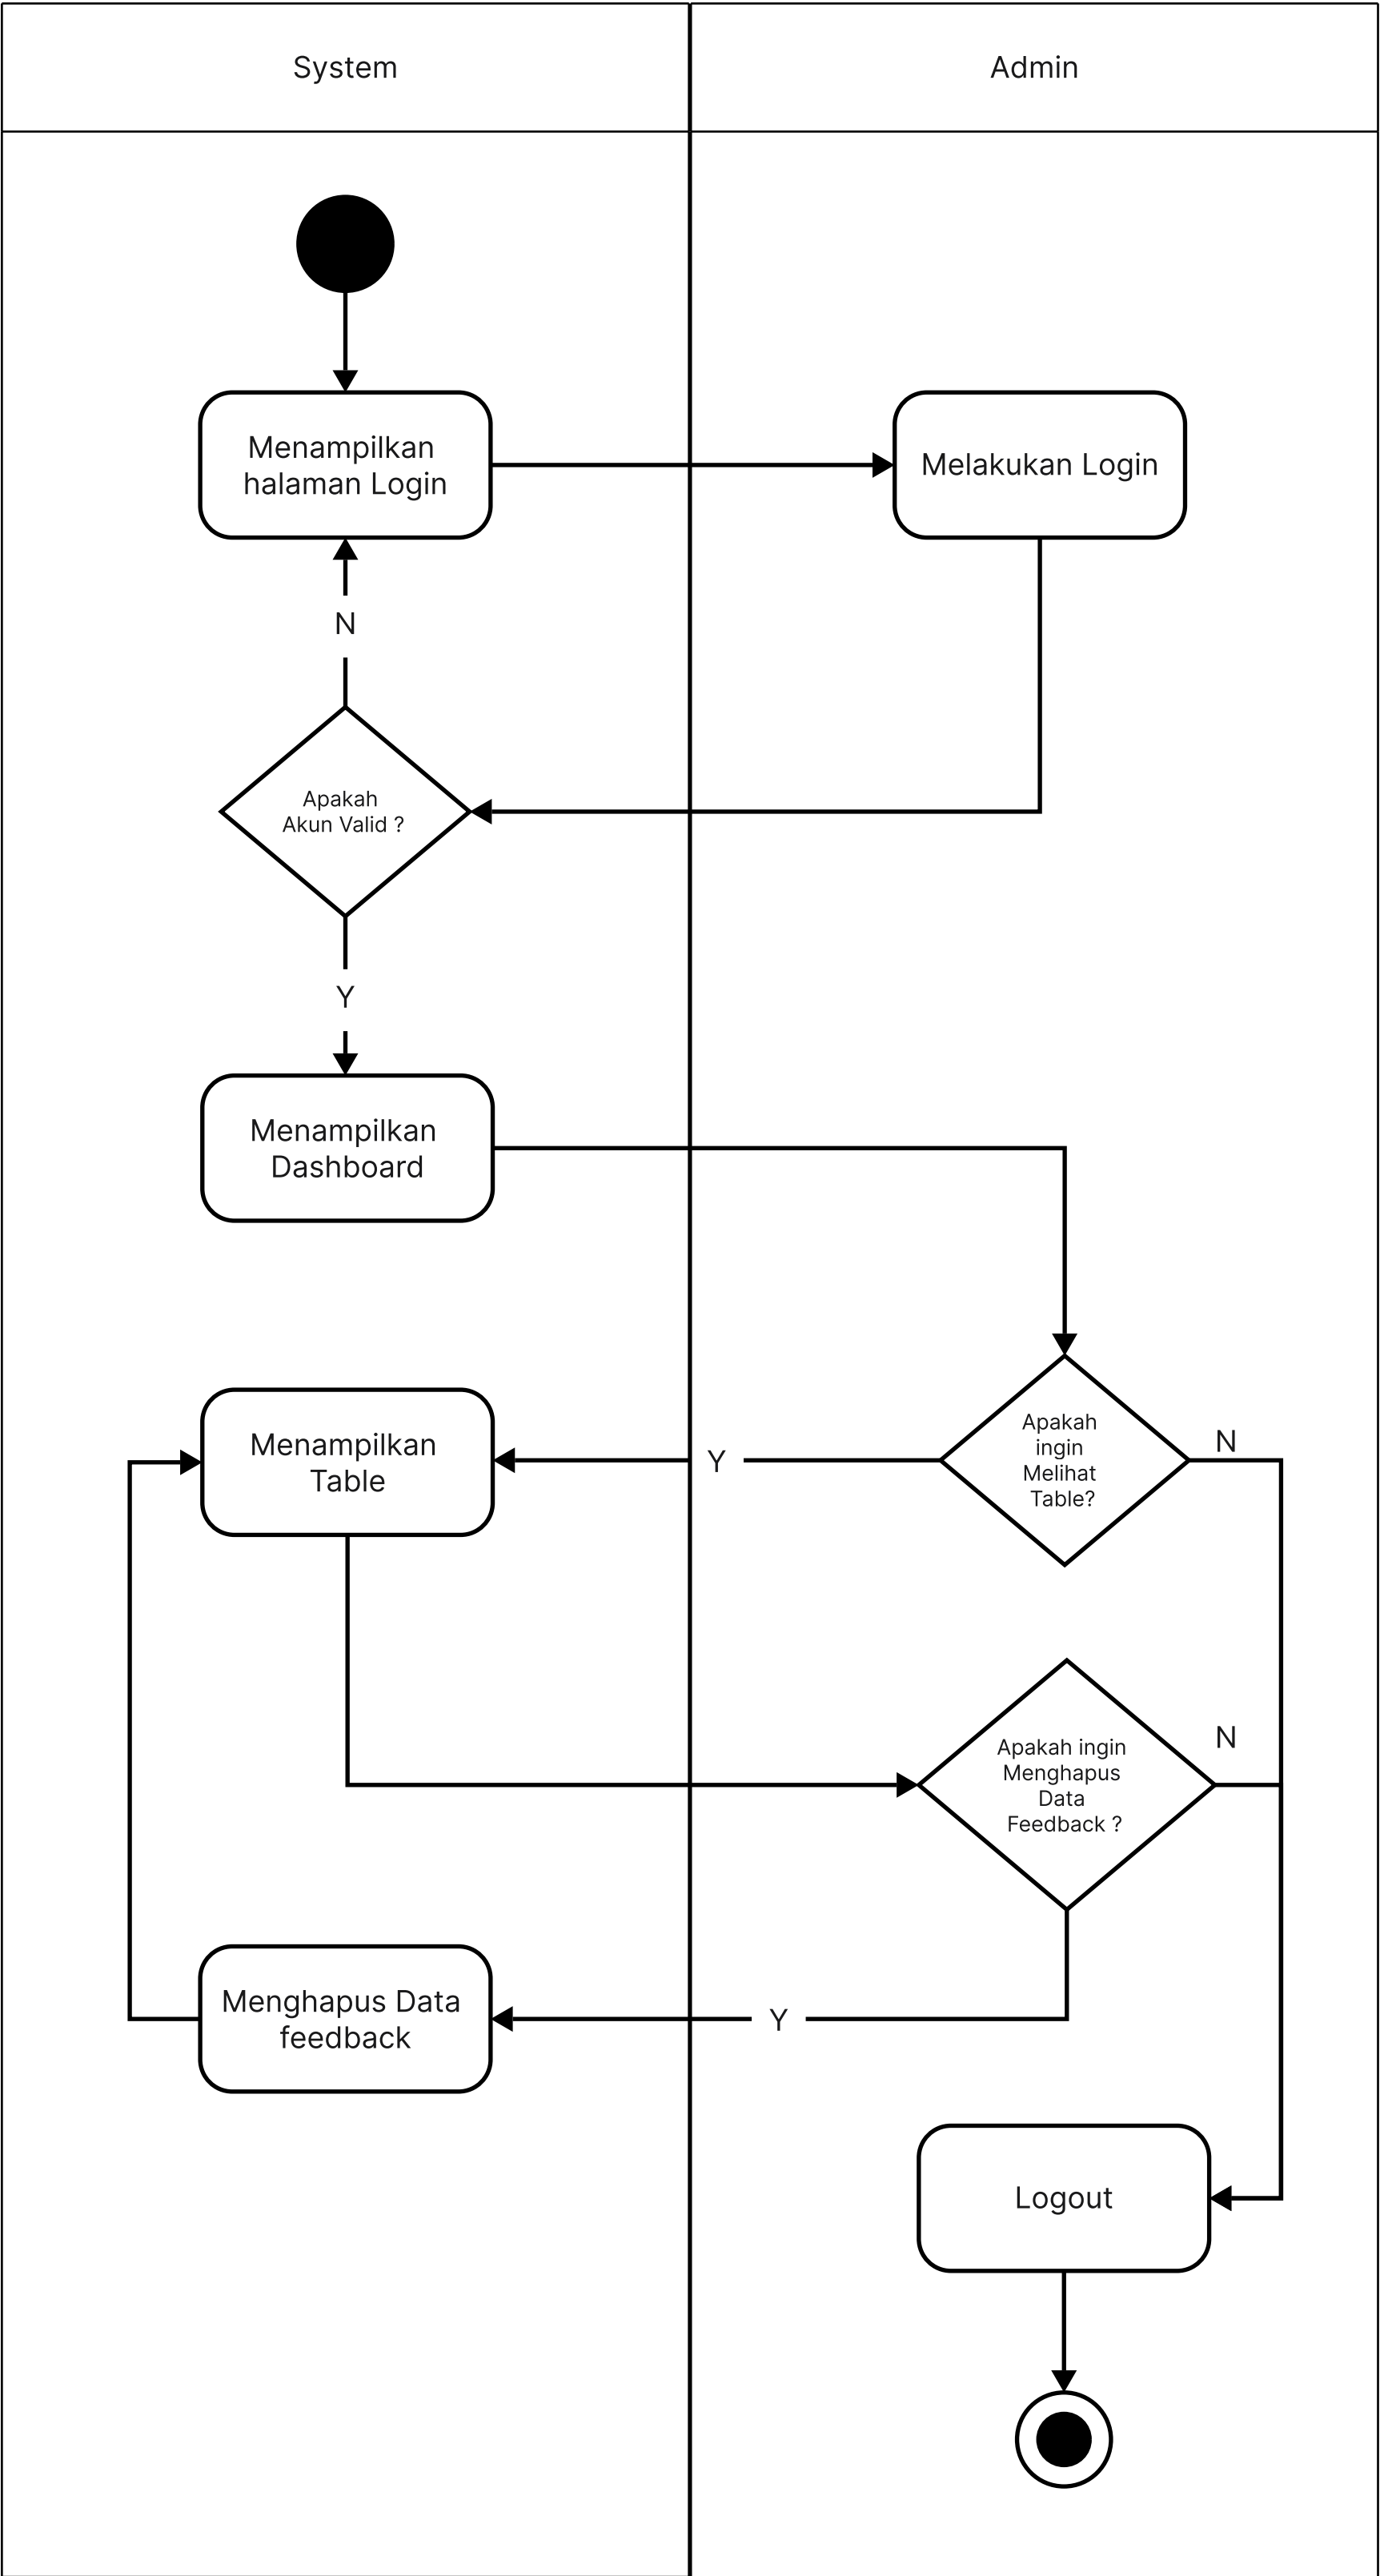 System
Admin
Menampilkan
halaman Login
Melakukan Login
N
Apakah
Akun Valid ?
Y
Menampilkan
Dashboard
Menampilkan
Table
Y
Apakah
ingin
Melihat
Table?
N
Apakah ingin
Menghapus
Data
Feedback ?
N
Menghapus Data
feedback
Y
Logout